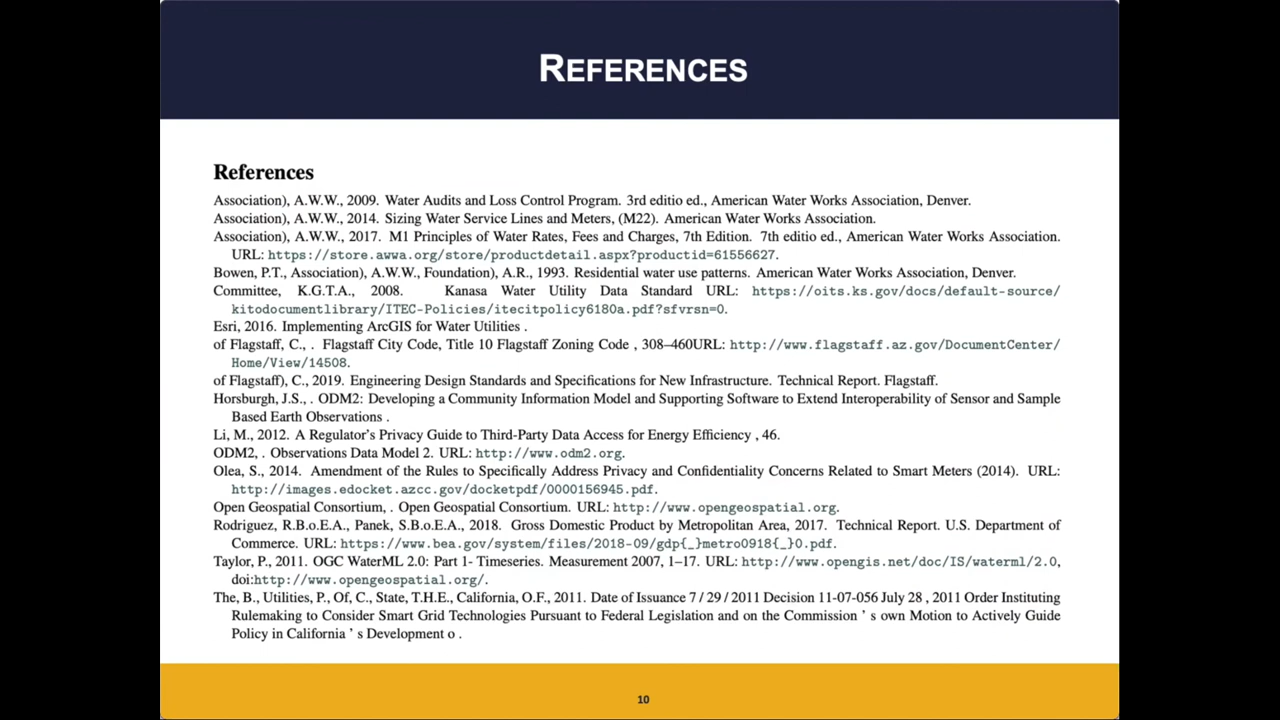 REFERENCES
References
Association), A.W.W., 2009. Water Audits and Loss Control Program. 3rd editio ed., American Water Works Association, Denver.
Association), A.W.W., 2014. Sizing Water Service Lines and Meters, (M22). American Water Works Association.
Association), A.W.W., 2017. M1 Principles of Water Rates, Fees and Charges, 7th Edition. 7th editio ed., American Water Works Association.
URL: https://store.awwa.org/store/productdetail.aspx?productid=61556627.
Bowen, P.T., Association), A.W.W., Foundation), A.R., 1993. Residential water use patterns. American Water Works Association, Denver.
Committee, K.G.T.A., 2008. Kanasa Water Utility Data Standard URL: https://oits.ks.gov/docs/default-source/
kitodocumentlibrary/ITEC-Policies/itecitpolicy6180a.pdf?sfvrsn=0.
Esri, 2016. Implementing ArcGIS for Water Utilities .
of Flagstaff, C., . Flagstaff City Code, Title 10 Flagstaff Zoning Code , 308–460URL: http://www.flagstaff.az.gov/DocumentCenter/
Home/View/14508.
of Flagstaff), C., 2019. Engineering Design Standards and Specifications for New Infrastructure. Technical Report. Flagstaff.
Horsburgh, J.S., . ODM2: Developing a Community Information Model and Supporting Software to Extend Interoperability of Sensor and Sample
Based Earth Observations .
Li, M., 2012. A Regulator's Privacy Guide to Third-Party Data Access for Energy Efficiency , 46.
ODM2, . Observations Data Model 2. URL: http://www.odm2.org.
Olea, S., 2014. Amendment of the Rules to Specifically Address Privacy and Confidentiality Concerns Related to Smart Meters (2014). URL:
http://images.edocket.azcc.gov/docketpdf/0000156945.pdf.
Open Geospatial Consortium, . Open Geospatial Consortium. URL: http://www.opengeospatial.org.
Rodriguez, R.B.o.E.A., Panek, S.B.o.E.A., 2018. Gross Domestic Product by Metropolitan Area, 2017. Technical Report. U.S. Department of
Commerce. URL: https://www.bea.gov/system/files/2018-09/gdp{_}metro0918{_}0.pdf.
Taylor, P., 2011. OGC WaterML 2.0: Part 1- Timeseries. Measurement 2007, 1–17. URL: http://www.opengis.net/doc/IS/waterml/2.0,
doi:http://www.opengeospatial.org/.
The, B., Utilities, P., Of, C., State, T.H.E., California, O.F., 2011. Date of Issuance 7 / 29 / 2011 Decision 11-07-056 July 28 , 2011 Order Instituting
Rulemaking to Consider Smart Grid Technologies Pursuant to Federal Legislation and on the Commission ' s own Motion to Actively Guide
Policy in California ' s Development o .
10